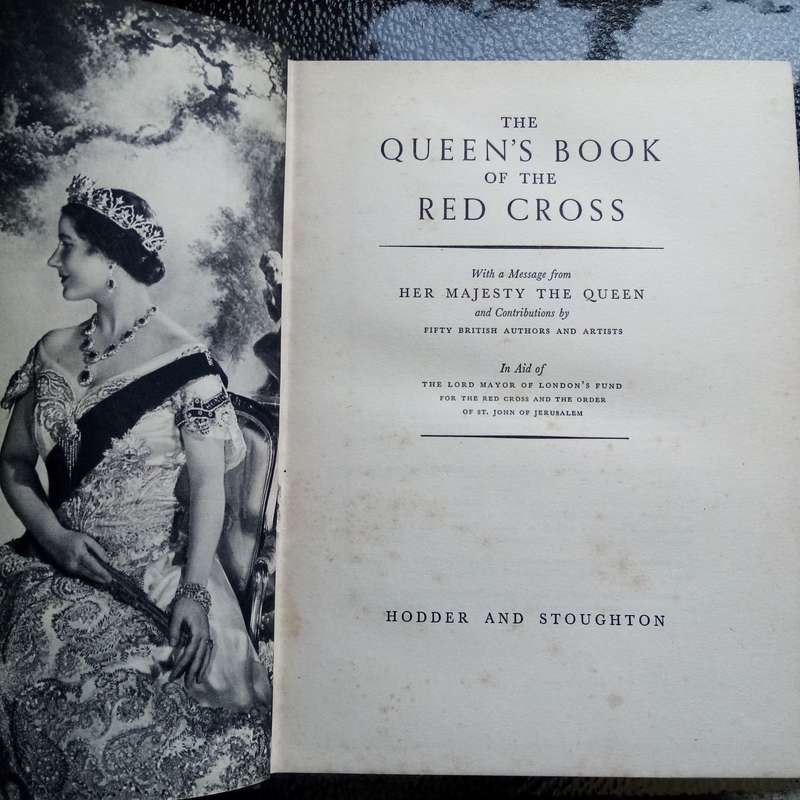 THE
QUEEN'S BOOK
OF THE
RED CROSS
With a Message from
HER MAJESTY THE QUEEN
and Contributions by
FIFTY BRITISH AUTHORS AND ARTISTS
In Aid of
THE LORD MAYOR OF LONDON'S FUND
FOR THE RED CROSS AND THE ORDER
OF ST. JOHN OF JERUSALEM
HODDER AND STOUGHTON